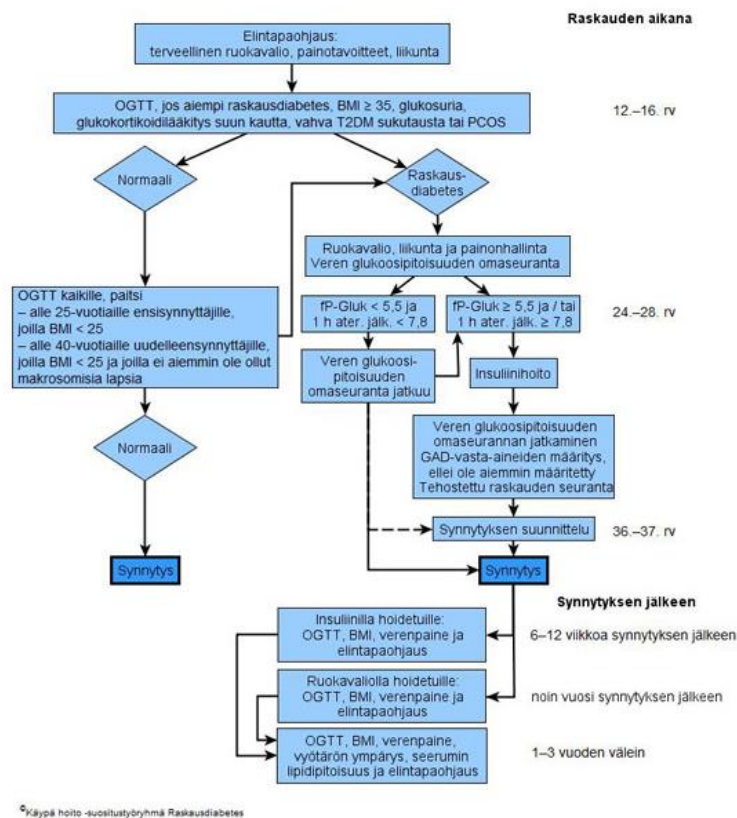 Raskauden aikana
Elintapaohjaus:
terveellinen ruokavalio, painotavoitteet, liikunta
OGTT, jos aiempi raskausdiabetes, BMI ≥ 35, glukosuria,
glukokortikoidilääkitys suun kautta, vahva T2DM sukutausta tai PCOS
12.–16. rv
Normaali
Raskaus-
diabetes
Ruokavalio, liikunta ja painonhallinta
Veren glukoosipitoisuuden omaseuranta
OGTT kaikille, paitsi
– alle 25-vuotiaille ensisynnyttäjille,
joilla BMI < 25
– alle 40-vuotiaille uudelleensynnyttäjille,
joilla BMI < 25 ja joilla ei aiemmin ole ollut
makrosomisia lapsia
fP-Gluk < 5,5 ja
1 h ater. jälk. < 7,8
fP-Gluk ≥ 5,5 ja / tai
1 h ater. jälk. ≥ 7,8
24.–28. rv
Veren glukoosi-
pitoisuuden
omaseuranta jatkuu
Insuliinihoito
Veren glukoosipitoisuuden
omaseurannan jatkaminen
GAD-vasta-aineiden määritys,
ellei ole aiemmin määritetty
Tehostettu raskauden seuranta
Normaali
Synnytyksen suunnittelu
36.–37. rv
Synnytys
Synnytys
Synnytyksen jälkeen
Insuliinilla hoidetuille:
OGTT, BMI, verenpaine ja
elintapaohjaus
6–12 viikkoa synnytyksen jälkeen
Ruokavaliolla hoidetuille:
OGTT, BMI, verenpaine ja
elintapaohjaus
noin vuosi synnytyksen jälkeen
OGTT, BMI, verenpaine,
vyötärön ympärys, seerumin
lipidipitoisuus ja elintapaohjaus
1–3 vuoden välein
©Käypä hoito -suositustyöryhmä Raskausdiabetes